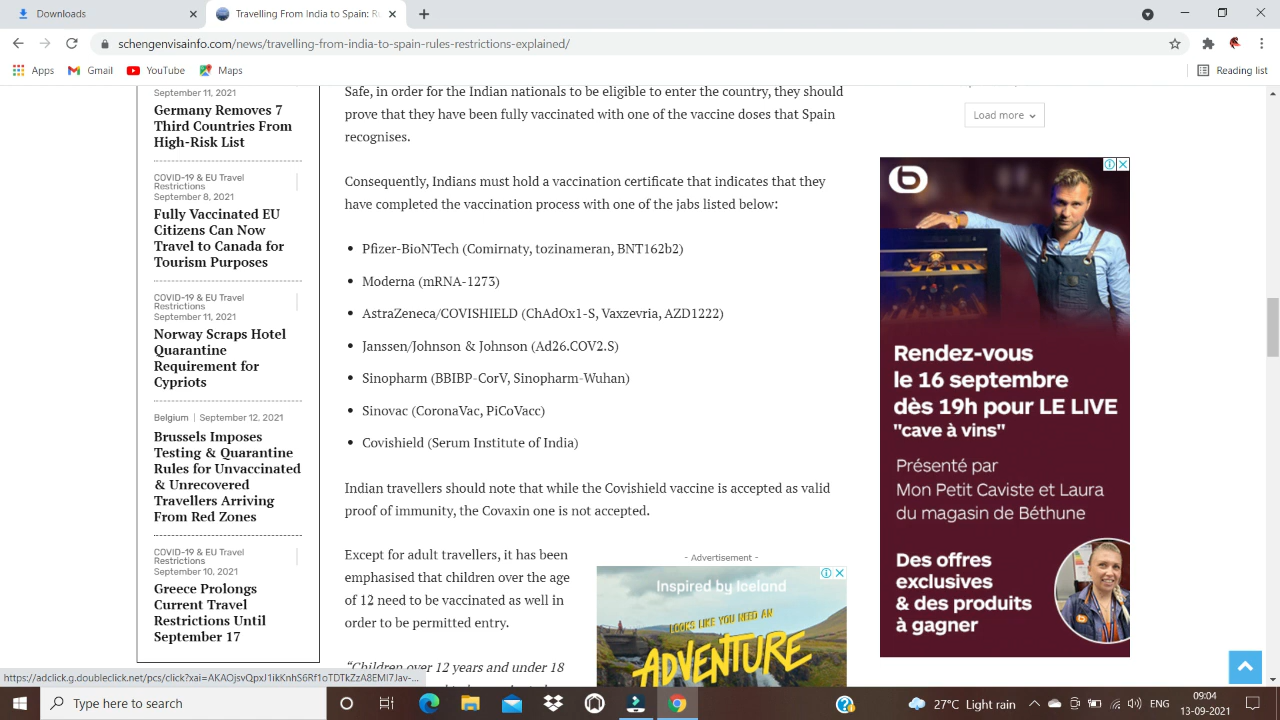 Travelling from India to Spain: Ru
schengenvisainfo.com/news/travelling-from-india-to-spain-rules-requirements-explained/
Apps
Gmail
YouTube
Maps
Reading list
September 11, 2021
Germany Removes 7
Third Countries From
High-Risk List
COVID-19 & EU Travel
Restrictions
September 8, 2021
Fully Vaccinated EU
Citizens Can Now
Travel to Canada for
Tourism Purposes
COVID-19 & EU Travel
Restrictions
September 11, 2021
Norway Scraps Hotel
Quarantine
Requirement for
Cypriots
Belgium | September 12, 2021
Brussels Imposes
Testing & Quarantine
Rules for Unvaccinated
& Unrecovered
Travellers Arriving
From Red Zones
COVID-19 & EU Travel
Restrictions
September 10, 2021
Greece Prolongs
Current Travel
Restrictions Until
September 17
Safe, in order for the Indian nationals to be eligible to enter the country, they should
prove that they have been fully vaccinated with one of the vaccine doses that Spain
recognises.
Consequently, Indians must hold a vaccination certificate that indicates that they
have completed the vaccination process with one of the jabs listed below:
• Pfizer-BioNTech (Comirnaty, tozinameran, BNT162b2)
• Moderna (mRNA-1273)
• AstraZeneca/COVISHIELD (ChAdOx1-S, Vaxzevria, AZD1222)
• Janssen/Johnson & Johnson (Ad26.COV2.S)
• Sinopharm (BBIBP-CorV, Sinopharm-Wuhan)
• Sinovac (CoronaVac, PiCoVacc)
• Covishield (Serum Institute of India)
Indian travellers should note that while the Covishield vaccine is accepted as valid
proof of immunity, the Covaxin one is not accepted.
Except for adult travellers, it has been
emphasised that children over the age
of 12 need to be vaccinated as well in
order to be permitted entry.
“Children over 12 years and under 18
- Advertisement -
Inspired by Iceland
LOOKS LIKE YOU NEED AN
ADVENTURE
Load more
Rendez-vous
le 16 septembre
dès 19h pour LE LIVE
"cave à vins"
Présenté par
Mon Petit Caviste et Laura
du magasin de Béthune
Des offres
exclusives
& des produits
à gagner
Type here to search
27°C Light rain
ENG
09:04
13-09-2021